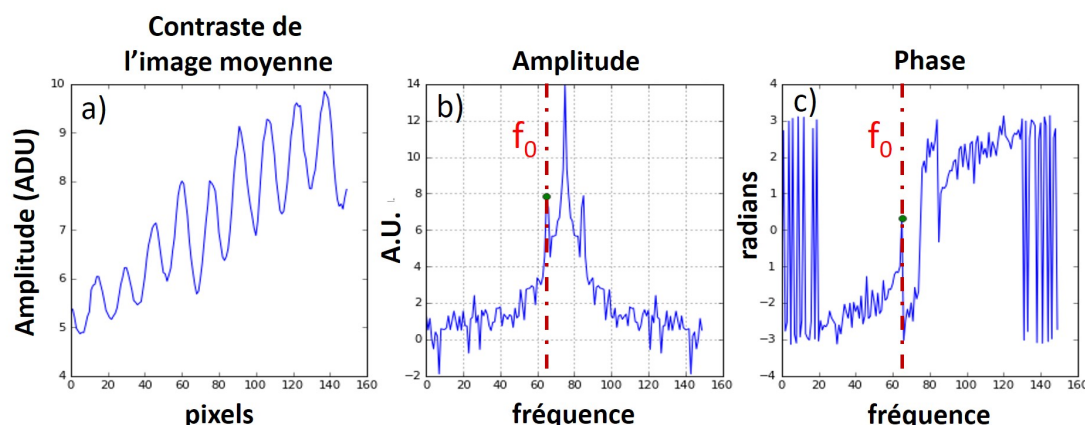 Contraste de
l’image moyenne
Amplitude
Phase
a)
b)
c)
f0
f0
Amplitude (ADU)
A.U.
radians
10
9
8
7
6
5
4
0 20 40 60 80 100 120 140 160
14
12
10
8
6
4
2
0
−2
0 20 40 60 80 100 120 140 160
4
3
2
1
0
−1
−2
−3
−4
0 20 40 60 80 100 120 140 160
pixels
fréquence
fréquence